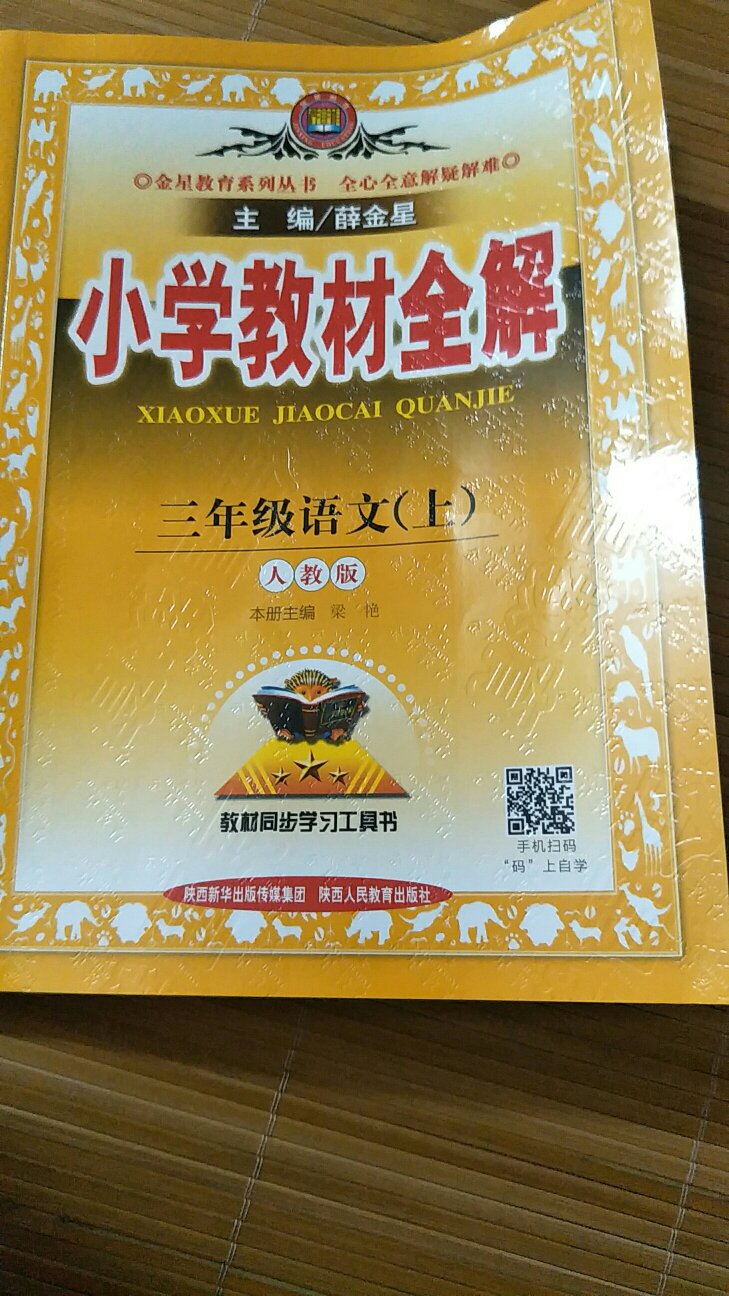 ◎金星教育系列丛书 全心全意解疑解难◎
主 编/薛金星
小学教材全解
XIAOXUE JIAOCAI QUANJIE
三年级语文(上)
人教版
本册主编 梁 艳
教材同步学习工具书
手机扫码
“码”上自学
陕西新华出版传媒集团 陕西人民教育出版社